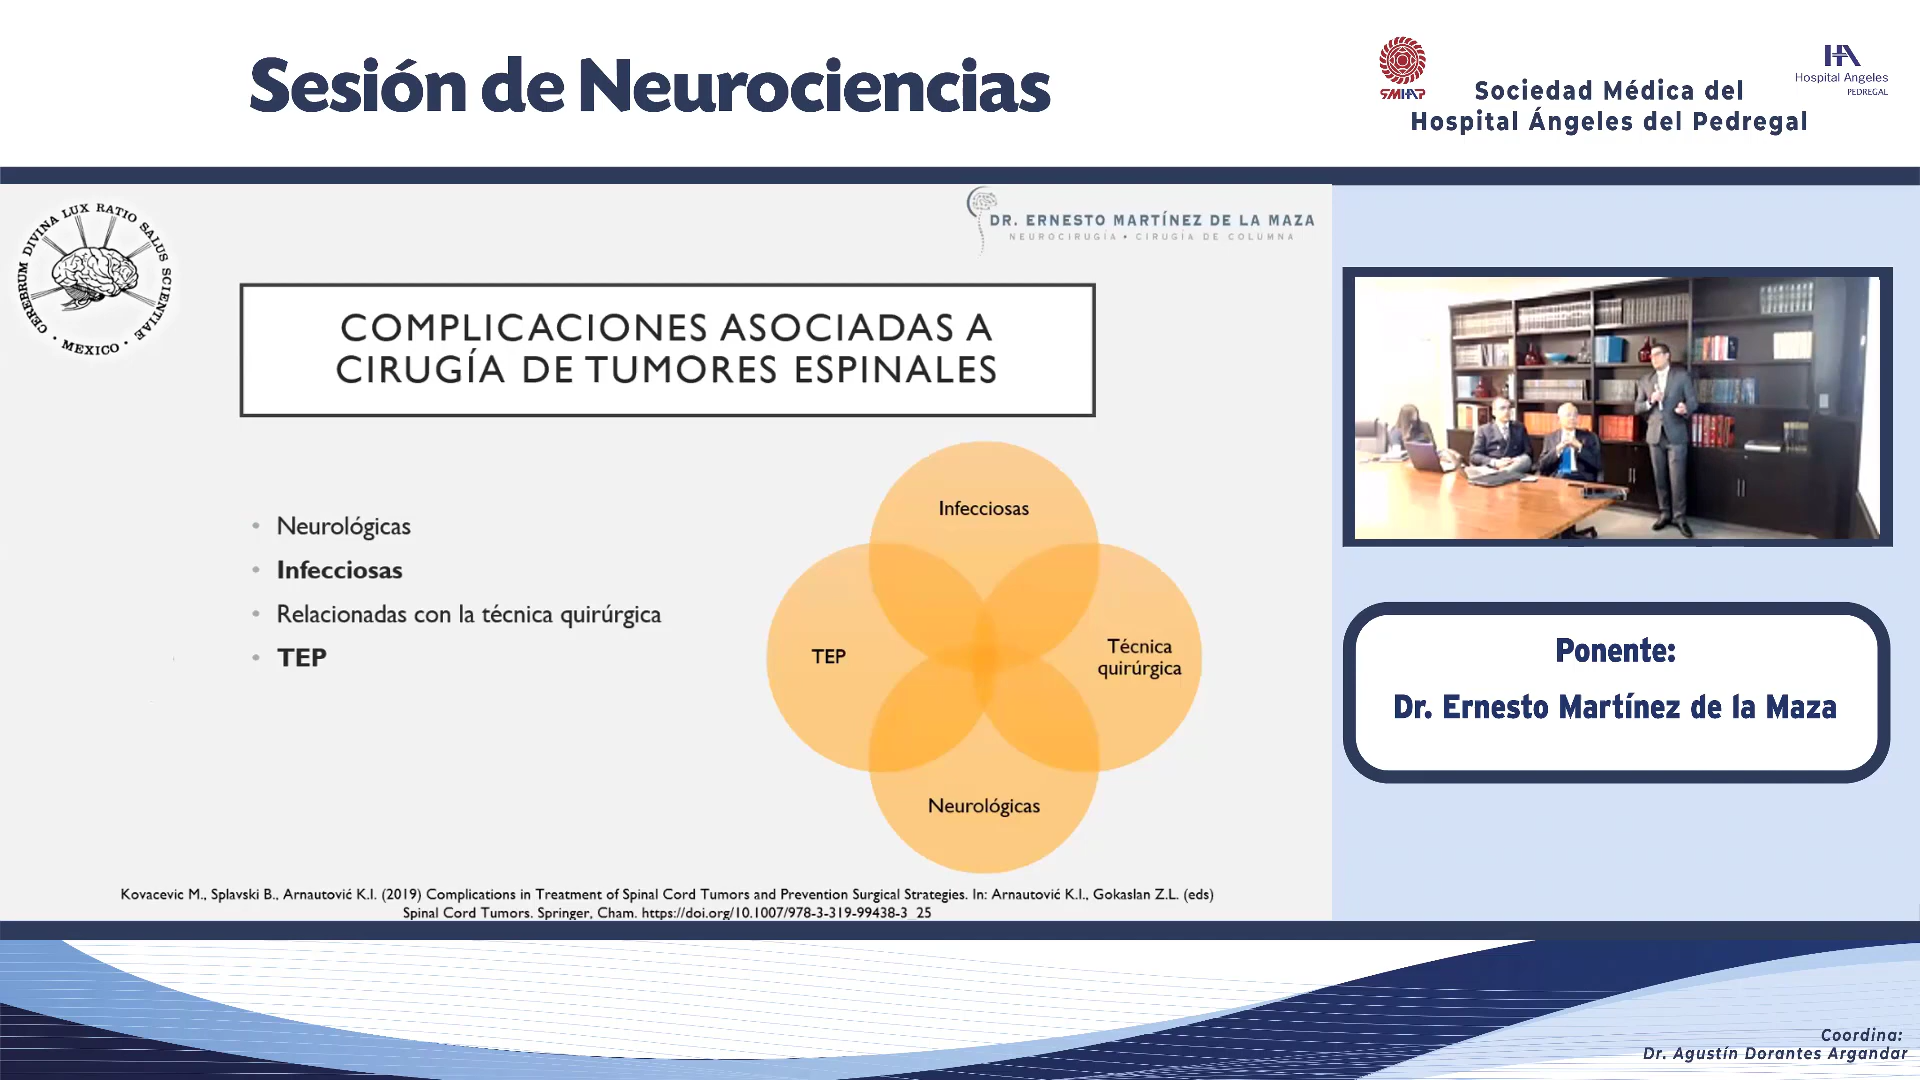 Sesión de Neurociencias
SMHAP
Sociedad Médica del
Hospital Ángeles del Pedregal
HA
Hospital Angeles
PEDREGAL
CEREBRUM DIVINA LUX RATIO SALUS SCIENTIAE
· MEXICO ·
DR. ERNESTO MARTÍNEZ DE LA MAZA
NEUROCIRUGÍA • CIRUGÍA DE COLUMNA
COMPLICACIONES ASOCIADAS A
CIRUGÍA DE TUMORES ESPINALES
• Neurológicas
• Infecciosas
• Relacionadas con la técnica quirúrgica
• TEP
Infecciosas
TEP
Técnica
quirúrgica
Neurológicas
Kovacevic M., Splavski B., Arnautović K.I. (2019) Complications in Treatment of Spinal Cord Tumors and Prevention Surgical Strategies. In: Arnautović K.I., Gokaslan Z.L. (eds)
Spinal Cord Tumors. Springer, Cham. https://doi.org/10.1007/978-3-319-99438-3_25
Ponente:
Dr. Ernesto Martínez de la Maza
Coordina:
Dr. Agustín Dorantes Argandar